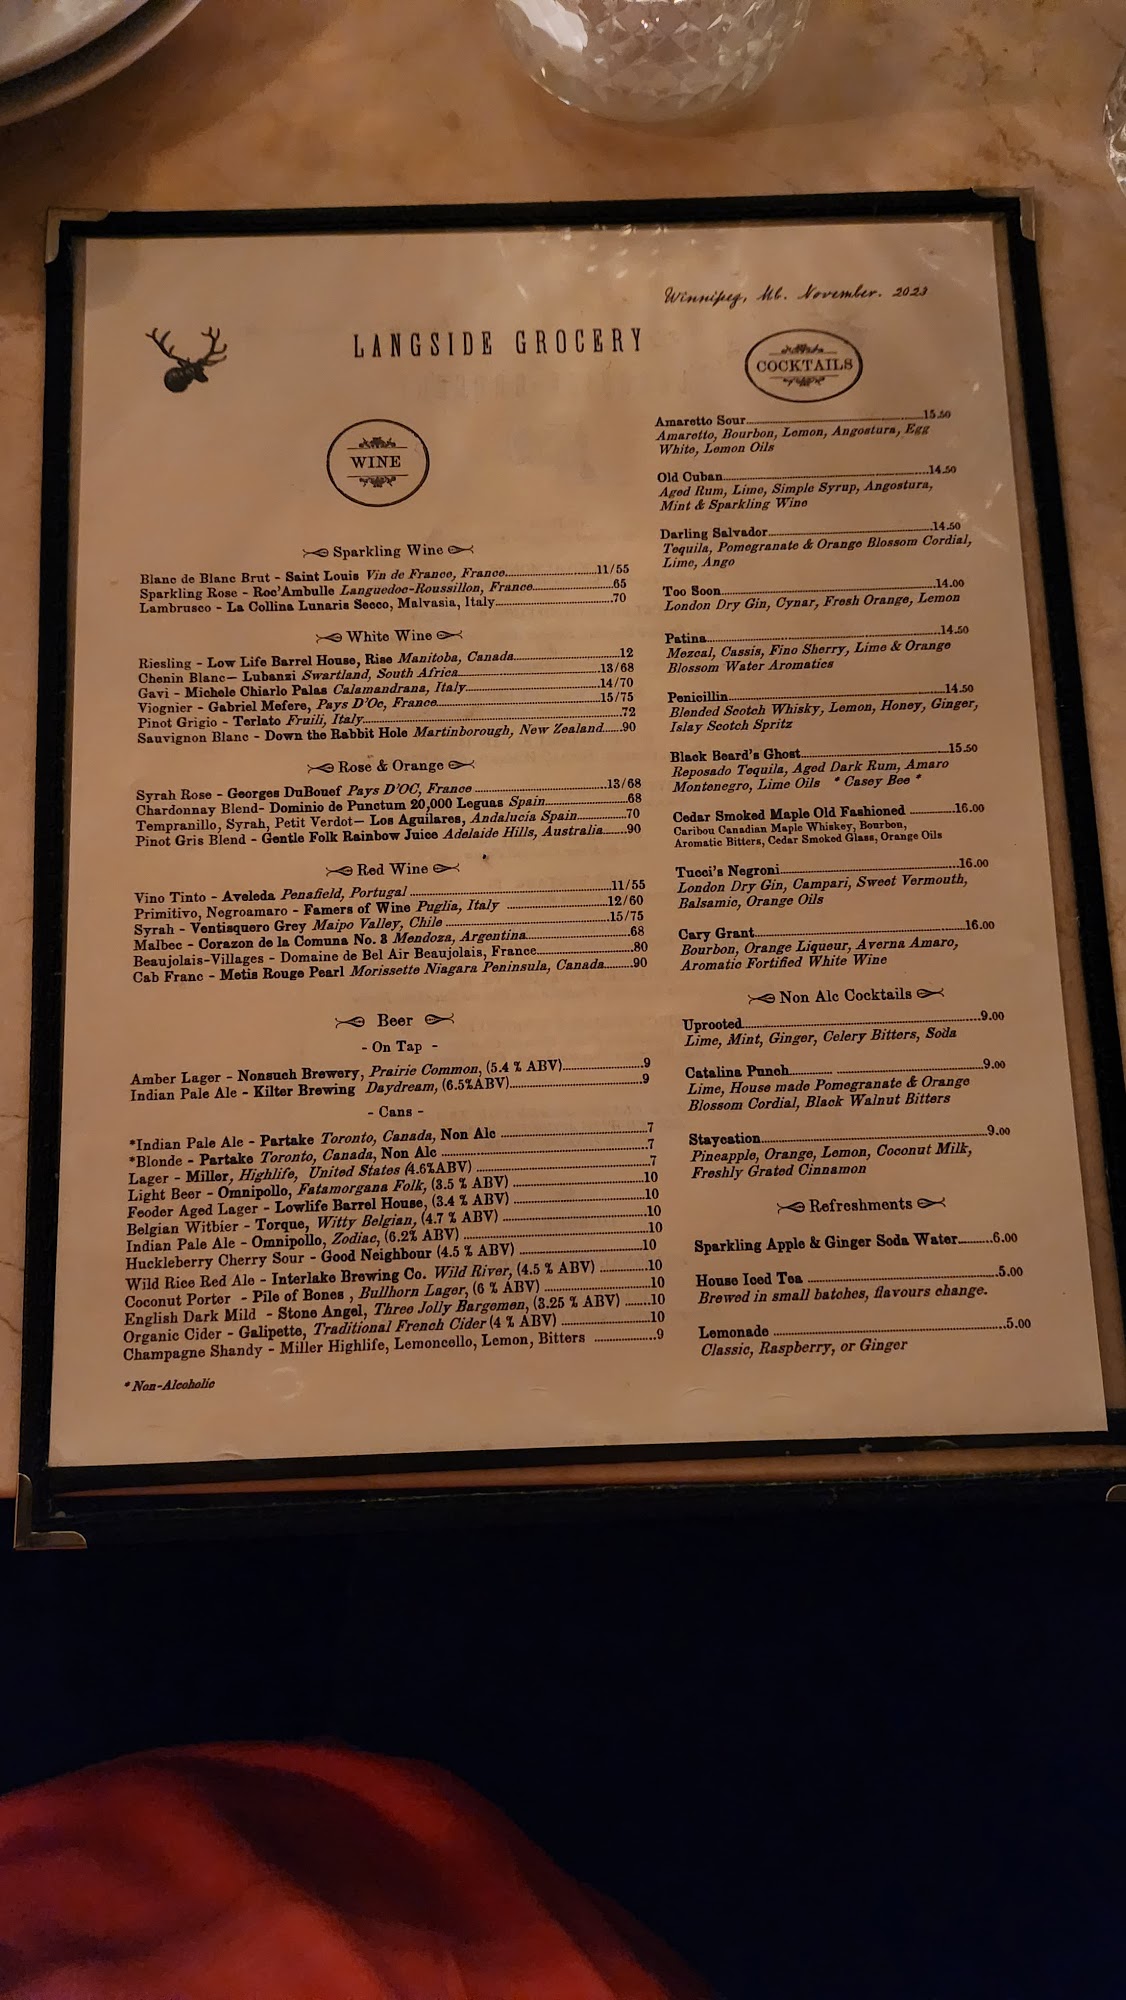 Winnipeg, Mb. November. 2023
LANGSIDE GROCERY
WINE
Sparkling Wine
Blanc de Blanc Brut - Saint Louis Vin de France, France 11/55
Sparkling Rose - Roc'Ambulle Languedoc-Roussillon, France 65
Lambrusco - La Collina Lunaris Secco, Malvasia, Italy 70
White Wine
Riesling - Low Life Barrel House, Rise Manitoba, Canada 12
Chenin Blanc— Lubanzi Swartland, South Africa 13/68
Gavi - Michele Chiarlo Palas Calamandrana, Italy 14/70
Viognier - Gabriel Mefere, Pays D'Oc, France 15/75
Pinot Grigio - Terlato Fruili, Italy 72
Sauvignon Blanc - Down the Rabbit Hole Martinborough, New Zealand 90
Rose & Orange
Syrah Rose - Georges DuBouef Pays D'OC, France 13/68
Chardonnay Blend- Dominio de Punctum 20,000 Leguas Spain 68
Tempranillo, Syrah, Petit Verdot— Los Aguilares, Andalucia Spain 70
Pinot Gris Blend - Gentle Folk Rainbow Juice Adelaide Hills, Australia 90
Red Wine
Vino Tinto - Aveleda Penafield, Portugal 11/55
Primitivo, Negroamaro - Famers of Wine Puglia, Italy 12/60
Syrah - Ventisquero Grey Maipo Valley, Chile 15/75
Malbec - Corazon de la Comuna No. 3 Mendoza, Argentina 68
Beaujolais-Villages - Domaine de Bel Air Beaujolais, France 80
Cab Franc - Metis Rouge Pearl Morissette Niagara Peninsula, Canada 90
Beer
- On Tap -
Amber Lager - Nonsuch Brewery, Prairie Common, (5.4 % ABV) 9
Indian Pale Ale - Kilter Brewing Daydream, (6.5%ABV) 9
- Cans -
*Indian Pale Ale - Partake Toronto, Canada, Non Alc 7
*Blonde - Partake Toronto, Canada, Non Alc 7
Lager - Miller, Highlife, United States (4.6%ABV) 7
Light Beer - Omnipollo, Fatamorgana Folk, (3.5 % ABV) 10
Feoder Aged Lager - Lowlife Barrel House, (3.4 % ABV) 10
Belgian Witbier - Torque, Witty Belgian, (4.7 % ABV) 10
Indian Pale Ale - Omnipollo, Zodiac, (6.2% ABV) 10
Huckleberry Cherry Sour - Good Neighbour (4.5 % ABV) 10
Wild Rice Red Ale - Interlake Brewing Co. Wild River, (4.5 % ABV) 10
Coconut Porter - Pile of Bones , Bullhorn Lager, (6 % ABV) 10
English Dark Mild - Stone Angel, Three Jolly Bargemen, (3.25 % ABV) 10
Organic Cider - Galipette, Traditional French Cider (4 % ABV) 10
Champagne Shandy - Miller Highlife, Lemoncello, Lemon, Bitters 9
*Non-Alcoholic
COCKTAILS
Amaretto Sour 15.50
Amaretto, Bourbon, Lemon, Angostura, Egg
White, Lemon Oils
Old Cuban 14.50
Aged Rum, Lime, Simple Syrup, Angostura,
Mint & Sparkling Wine
Darling Salvador 14.50
Tequila, Pomegranate & Orange Blossom Cordial,
Lime, Ango
Too Soon 14.00
London Dry Gin, Cynar, Fresh Orange, Lemon
Patina 14.50
Mezcal, Cassis, Fino Sherry, Lime & Orange
Blossom Water Aromatics
Penicillin 14.50
Blended Scotch Whisky, Lemon, Honey, Ginger,
Islay Scotch Spritz
Black Beard's Ghost 15.50
Reposado Tequila, Aged Dark Rum, Amaro
Montenegro, Lime Oils * Casey Bee *
Cedar Smoked Maple Old Fashioned 16.00
Caribou Canadian Maple Whiskey, Bourbon,
Aromatic Bitters, Cedar Smoked Glass, Orange Oils
Tucci's Negroni 16.00
London Dry Gin, Campari, Sweet Vermouth,
Balsamic, Orange Oils
Cary Grant 16.00
Bourbon, Orange Liqueur, Averna Amaro,
Aromatic Fortified White Wine
Non Alc Cocktails
Uprooted 9.00
Lime, Mint, Ginger, Celery Bitters, Soda
Catalina Punch 9.00
Lime, House made Pomegranate & Orange
Blossom Cordial, Black Walnut Bitters
Staycation 9.00
Pineapple, Orange, Lemon, Coconut Milk,
Freshly Grated Cinnamon
Refreshments
Sparkling Apple & Ginger Soda Water 6.00
House Iced Tea 5.00
Brewed in small batches, flavours change.
Lemonade 5.00
Classic, Raspberry, or Ginger